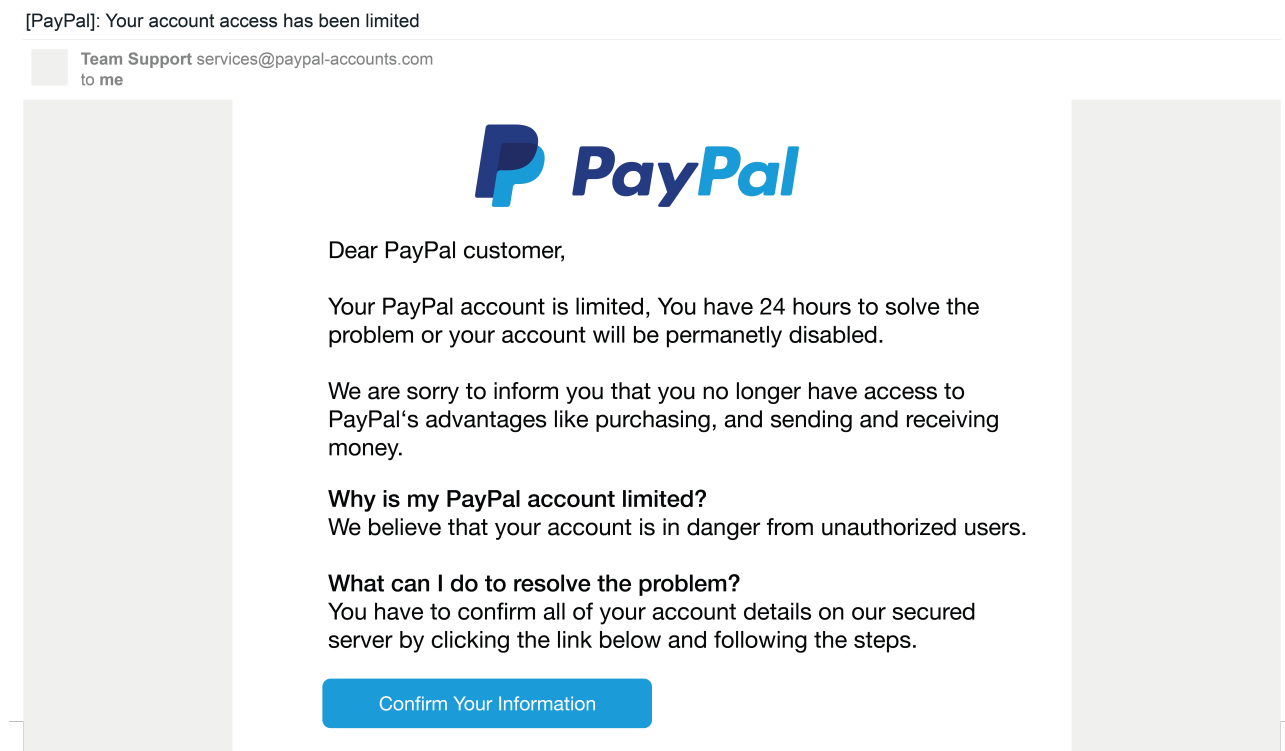 [PayPal]: Your account access has been limited
Team Support services@paypal-accounts.com
to me
PayPal
Dear PayPal customer,
Your PayPal account is limited, You have 24 hours to solve the
problem or your account will be permanetly disabled.
We are sorry to inform you that you no longer have access to
PayPal‘s advantages like purchasing, and sending and receiving
money.
Why is my PayPal account limited?
We believe that your account is in danger from unauthorized users.
What can I do to resolve the problem?
You have to confirm all of your account details on our secured
server by clicking the link below and following the steps.
Confirm Your Information